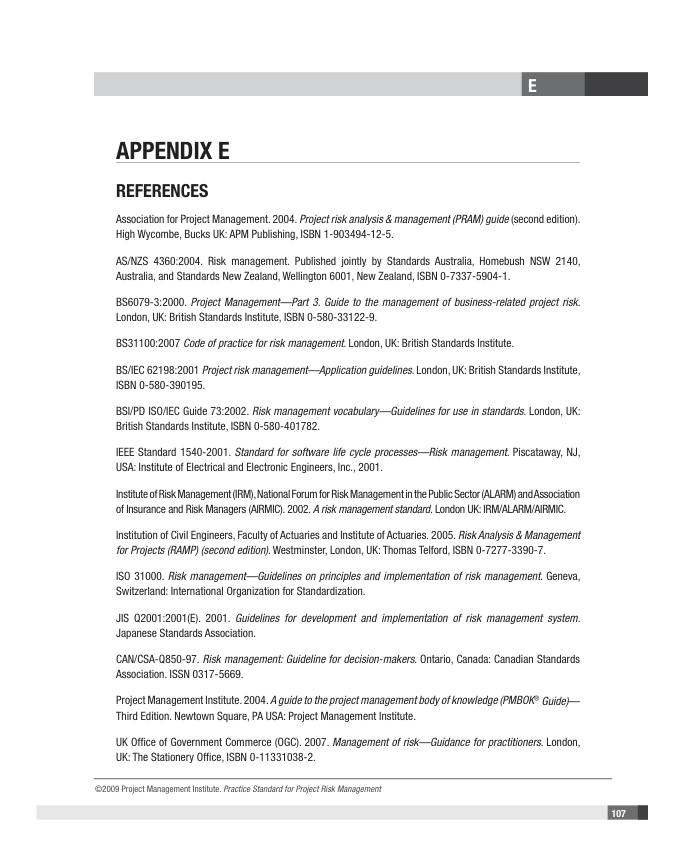 E
APPENDIX E
REFERENCES
Association for Project Management. 2004. Project risk analysis & management (PRAM) guide (second edition).
High Wycombe, Bucks UK: APM Publishing, ISBN 1-903494-12-5.
AS/NZS 4360:2004. Risk management. Published jointly by Standards Australia, Homebush NSW 2140,
Australia, and Standards New Zealand, Wellington 6001, New Zealand, ISBN 0-7337-5904-1.
BS6079-3:2000. Project Management—Part 3. Guide to the management of business-related project risk.
London, UK: British Standards Institute, ISBN 0-580-33122-9.
BS31100:2007 Code of practice for risk management. London, UK: British Standards Institute.
BS/IEC 62198:2001 Project risk management—Application guidelines. London, UK: British Standards Institute,
ISBN 0-580-390195.
BSI/PD ISO/IEC Guide 73:2002. Risk management vocabulary—Guidelines for use in standards. London, UK:
British Standards Institute, ISBN 0-580-401782.
IEEE Standard 1540-2001. Standard for software life cycle processes—Risk management. Piscataway, NJ,
USA: Institute of Electrical and Electronic Engineers, Inc., 2001.
Institute of Risk Management (IRM), National Forum for Risk Management in the Public Sector (ALARM) and Association
of Insurance and Risk Managers (AIRMIC). 2002. A risk management standard. London UK: IRM/ALARM/AIRMIC.
Institution of Civil Engineers, Faculty of Actuaries and Institute of Actuaries. 2005. Risk Analysis & Management
for Projects (RAMP) (second edition). Westminster, London, UK: Thomas Telford, ISBN 0-7277-3390-7.
ISO 31000. Risk management—Guidelines on principles and implementation of risk management. Geneva,
Switzerland: International Organization for Standardization.
JIS Q2001:2001(E). 2001. Guidelines for development and implementation of risk management system.
Japanese Standards Association.
CAN/CSA-Q850-97. Risk management: Guideline for decision-makers. Ontario, Canada: Canadian Standards
Association. ISSN 0317-5669.
Project Management Institute. 2004. A guide to the project management body of knowledge (PMBOK® Guide)—
Third Edition. Newtown Square, PA USA: Project Management Institute.
UK Office of Government Commerce (OGC). 2007. Management of risk—Guidance for practitioners. London,
UK: The Stationery Office, ISBN 0-11331038-2.
©2009 Project Management Institute. Practice Standard for Project Risk Management
107